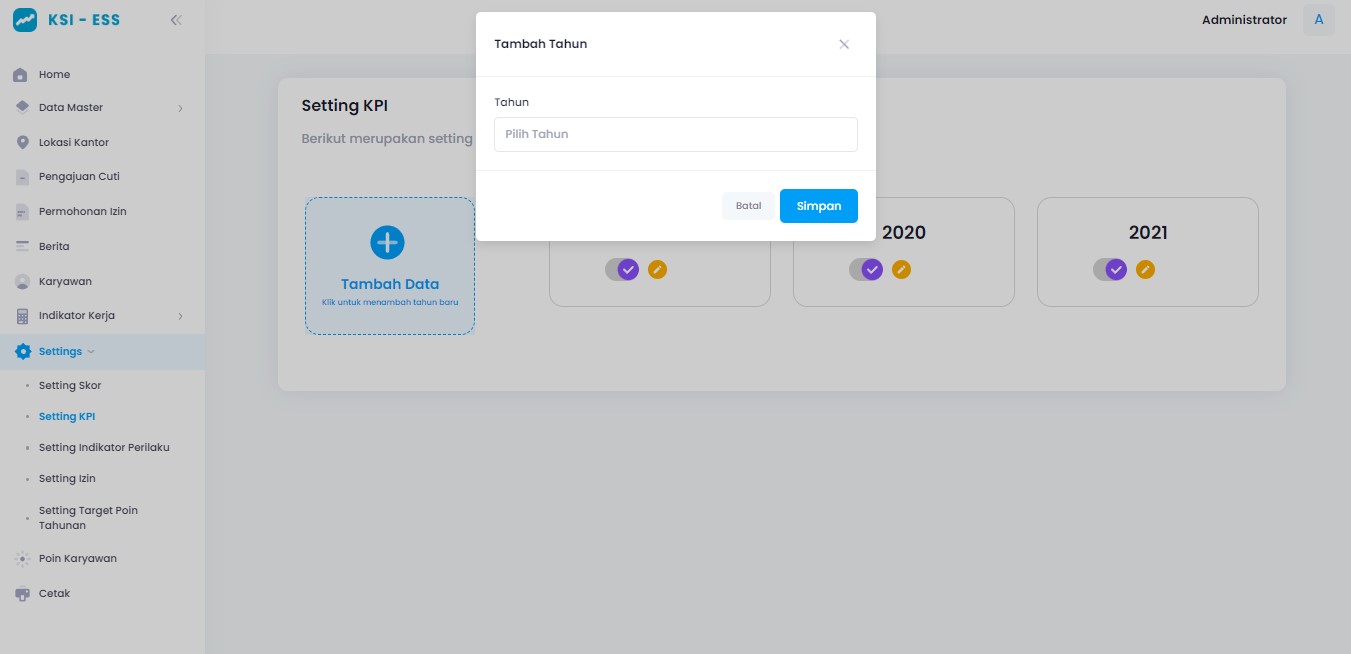 KSI - ESS
Administrator
A
Home
Data Master
Lokasi Kantor
Pengajuan Cuti
Permohonan Izin
Berita
Karyawan
Indikator Kerja
Settings
Setting Skor
Setting KPI
Setting Indikator Perilaku
Setting Izin
Setting Target Poin
Tahunan
Poin Karyawan
Cetak
Setting KPI
Berikut merupakan setting
Tambah Data
Klik untuk menambah tahun baru
2020
2021
Tambah Tahun
Tahun
Pilih Tahun
Batal
Simpan